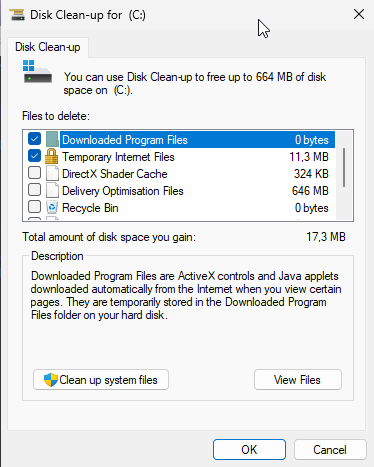 Disk Clean-up for (C:)
Disk Clean-up
You can use Disk Clean-up to free up to 664 MB of disk
space on (C:).
Files to delete:
Downloaded Program Files 0 bytes
Temporary Internet Files 11,3 MB
DirectX Shader Cache 324 KB
Delivery Optimisation Files 646 MB
Recycle Bin 0 bytes
Total amount of disk space you gain: 17,3 MB
Description
Downloaded Program Files are ActiveX controls and Java applets
downloaded automatically from the Internet when you view certain
pages. They are temporarily stored in the Downloaded Program
Files folder on your hard disk.
Clean up system files View Files
OK Cancel